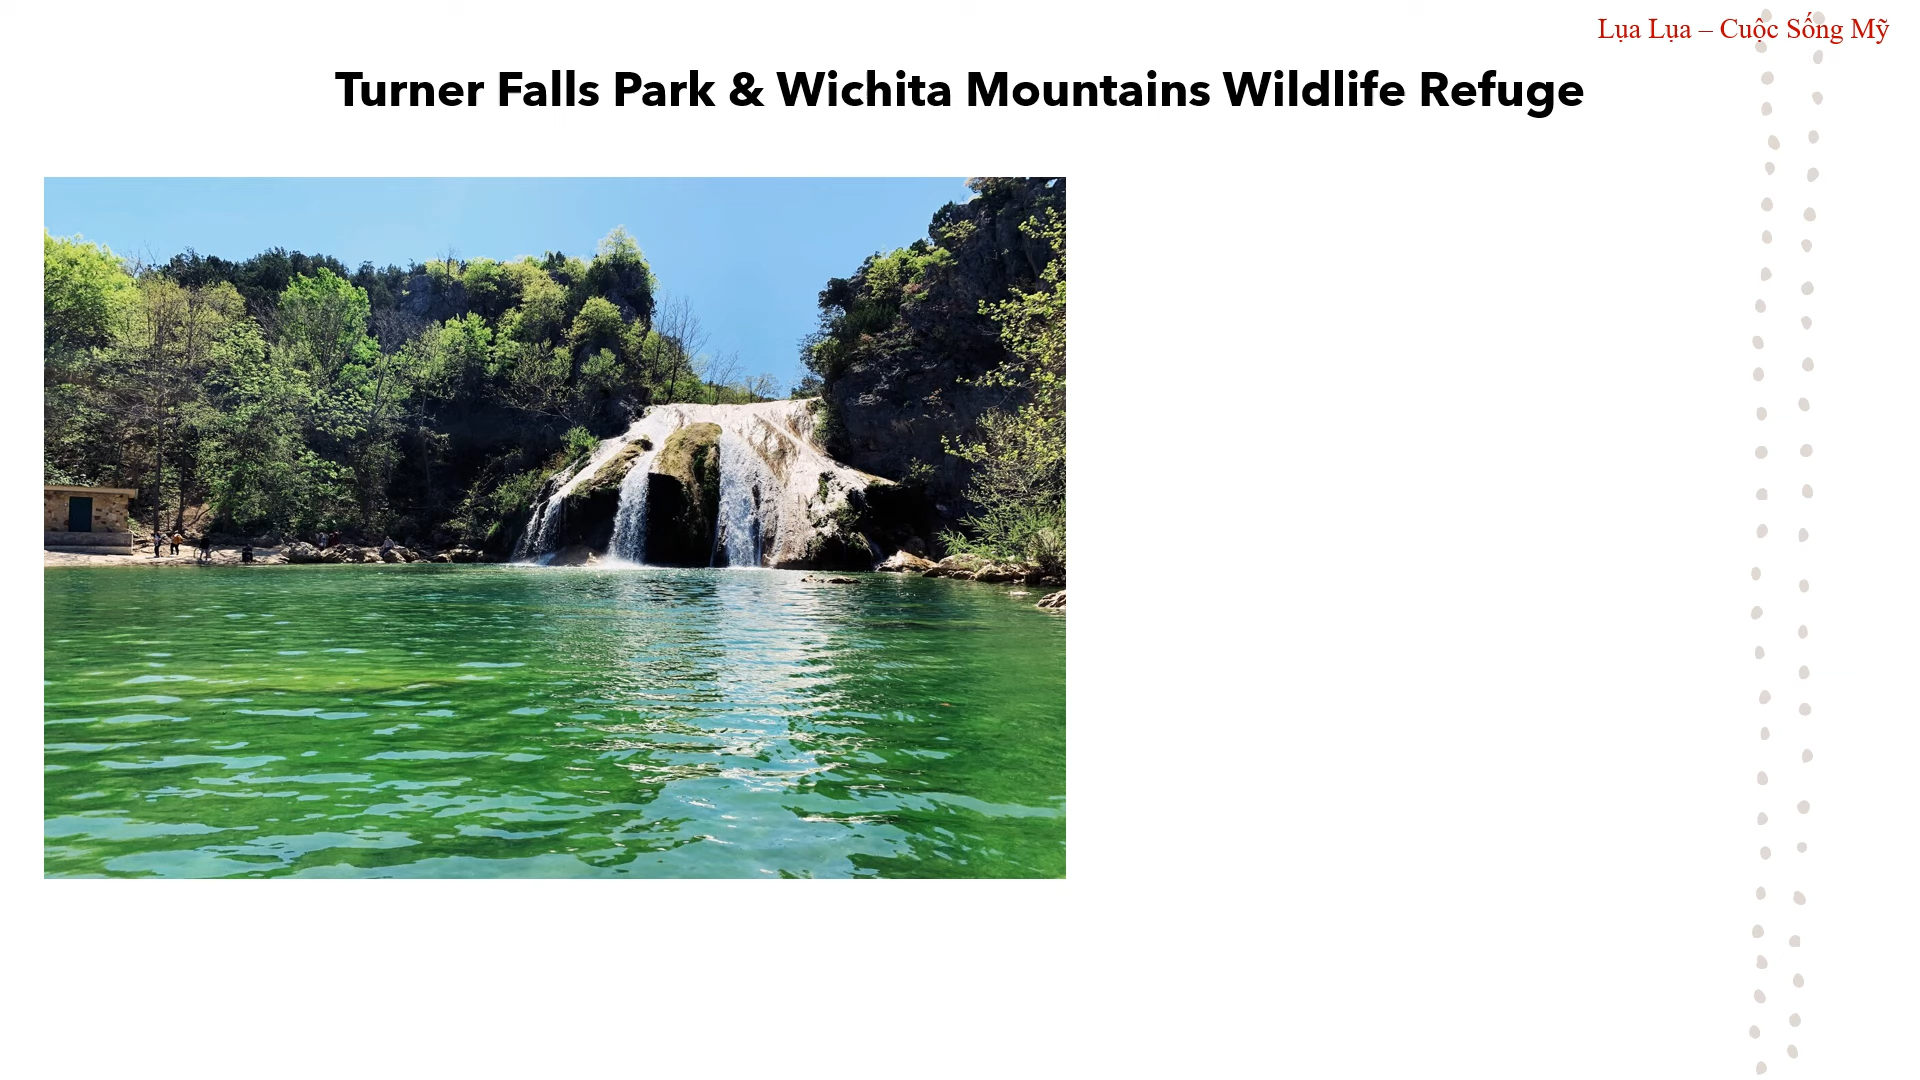 Lụa Lụa – Cuộc Sống Mỹ
Turner Falls Park & Wichita Mountains Wildlife Refuge